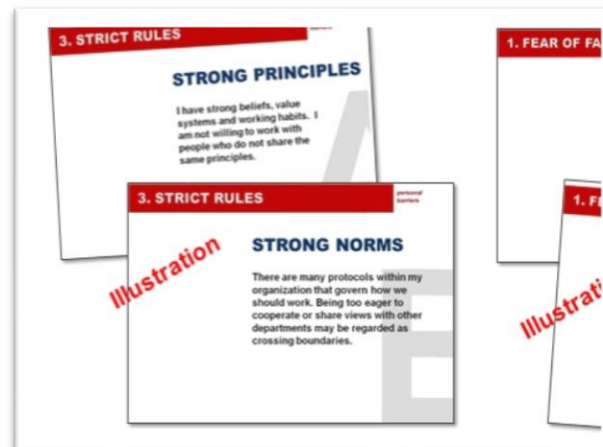 3. STRICT RULES
STRONG PRINCIPLES
I have strong beliefs, value
systems and working habits. I
am not willing to work with
people who do not share the
same principles.
3. STRICT RULES
personal
barriers
Illustration
STRONG NORMS
There are many protocols within my
organization that govern how we
should work. Being too eager to
cooperate or share views with other
departments may be regarded as
crossing boundaries.
1. FEAR OF FA
1. F
Illustrati